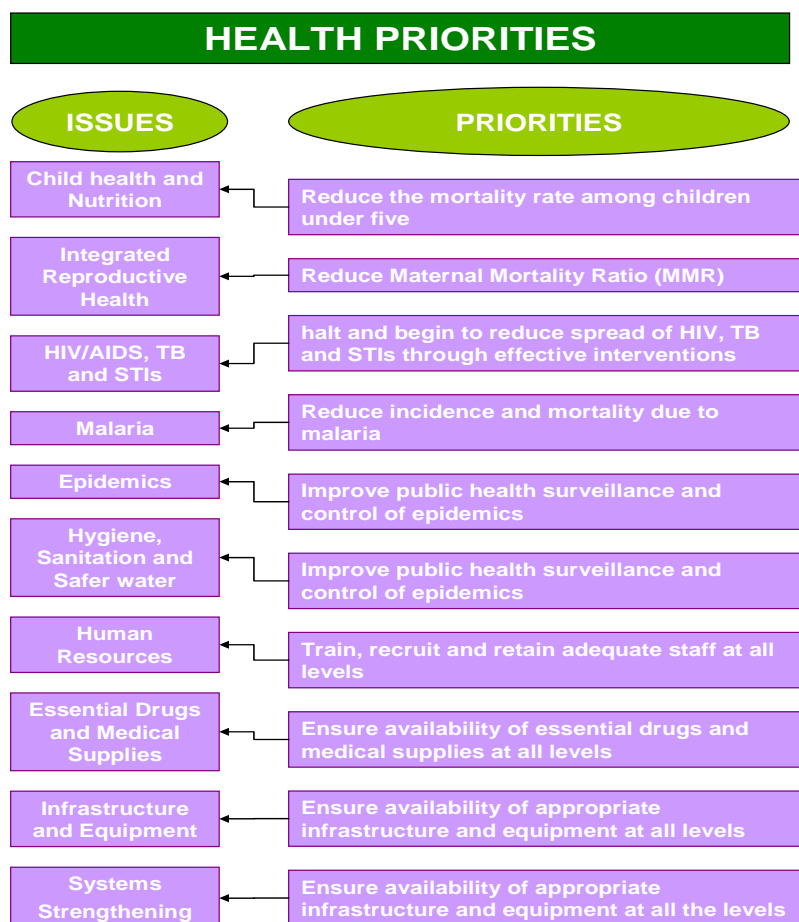 HEALTH PRIORITIES
ISSUES
PRIORITIES
Child health and
Nutrition
Reduce the mortality rate among children
under five
Integrated
Reproductive
Health
Reduce Maternal Mortality Ratio (MMR)
HIV/AIDS, TB
and STIs
halt and begin to reduce spread of HIV, TB
and STIs through effective interventions
Malaria
Reduce incidence and mortality due to
malaria
Epidemics
Improve public health surveillance and
control of epidemics
Hygiene,
Sanitation and
Safer water
Improve public health surveillance and
control of epidemics
Human
Resources
Train, recruit and retain adequate staff at all
levels
Essential Drugs
and Medical
Supplies
Ensure availability of essential drugs and
medical supplies at all levels
Infrastructure
and Equipment
Ensure availability of appropriate
infrastructure and equipment at all levels
Systems
Strengthening
Ensure availability of appropriate
infrastructure and equipment at all the levels